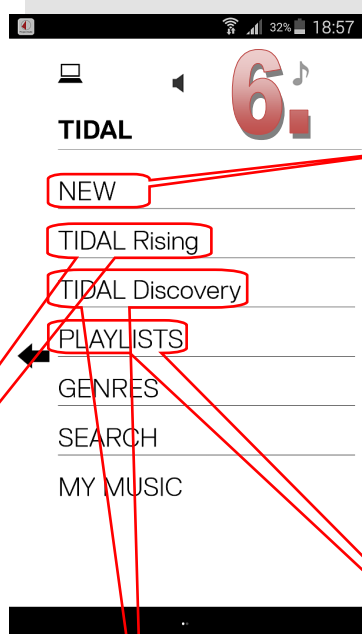 32% 18:57
6.
TIDAL
NEW
TIDAL Rising
TIDAL Discovery
PLAYLISTS
GENRES
SEARCH
MY MUSIC